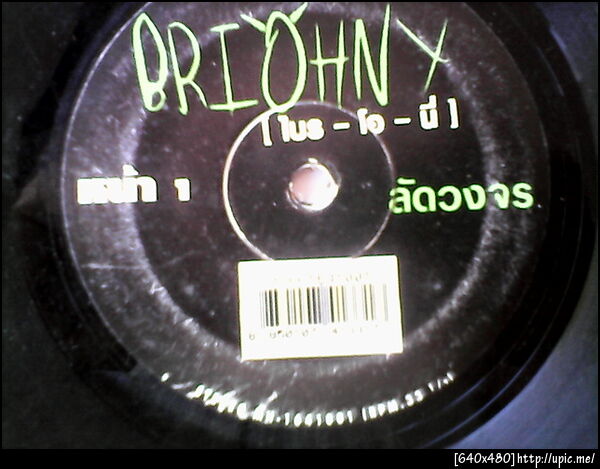 BRIOHNY
[ ไบร - โอ - นี่ ]
หน้า 1
ลัดวงจร
[640x480]http://upic.me/